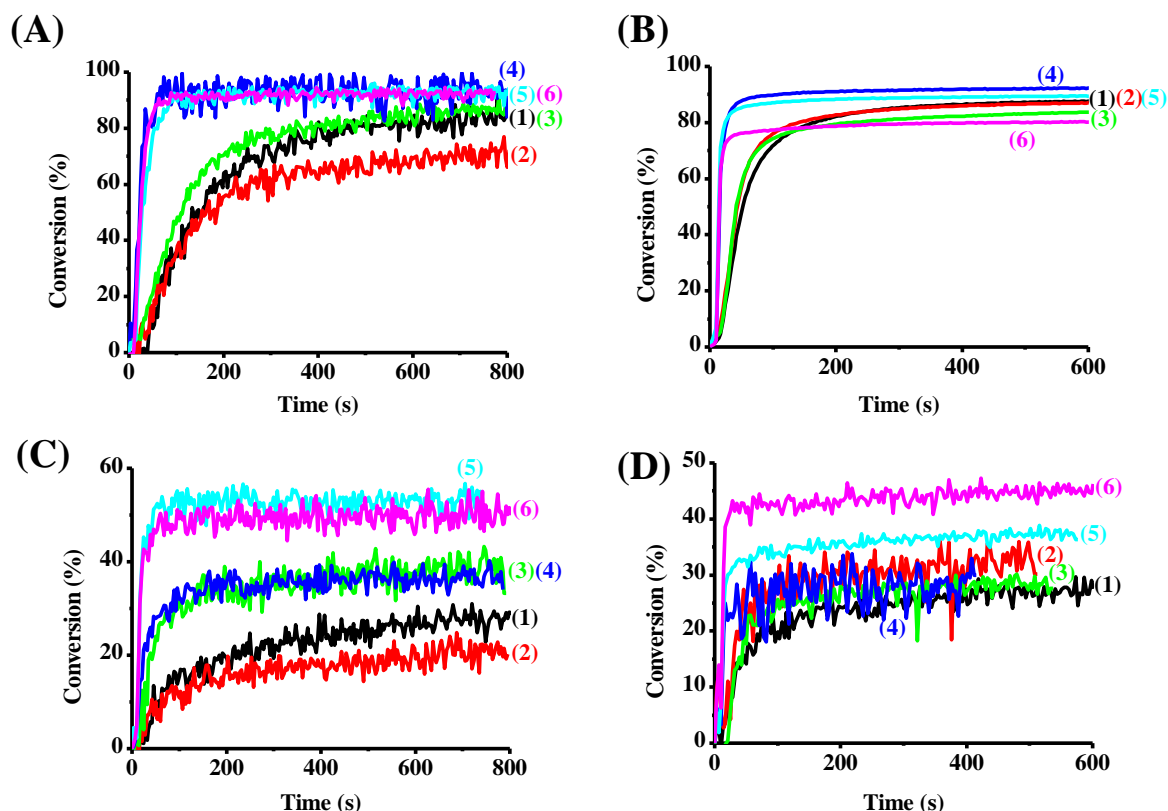 (A)
100
80
60
40
20
0
Conversion (%)
0 200 400 600 800
Time (s)
(4)
(5) (6)
(1) (3)
(2)
(B)
100
80
60
40
20
0
Conversion (%)
0 200 400 600
Time (s)
(4)
(1) (2) (5)
(3)
(6)
(C)
60
40
20
0
Conversion (%)
0 200 400 600 800
Time (s)
(5)
(6)
(3) (4)
(1)
(2)
(D)
50
40
30
20
10
0
Conversion (%)
0 200 400 600
Time (s)
(6)
(5)
(2)
(3)
(1)
(4)